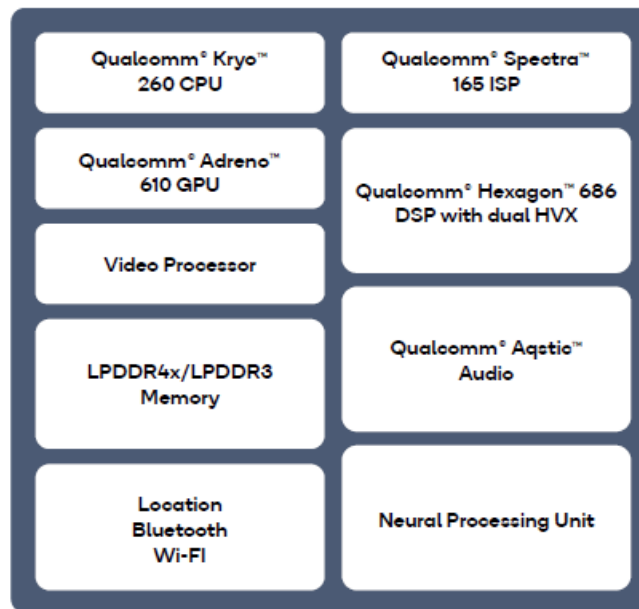 Qualcomm® Kryo™
260 CPU
Qualcomm® Adreno™
610 GPU
Video Processor
LPDDR4x/LPDDR3
Memory
Location
Bluetooth
Wi-FI
Qualcomm® Spectra™
165 ISP
Qualcomm® Hexagon™ 686
DSP with dual HVX
Qualcomm® Aqstic™
Audio
Neural Processing Unit